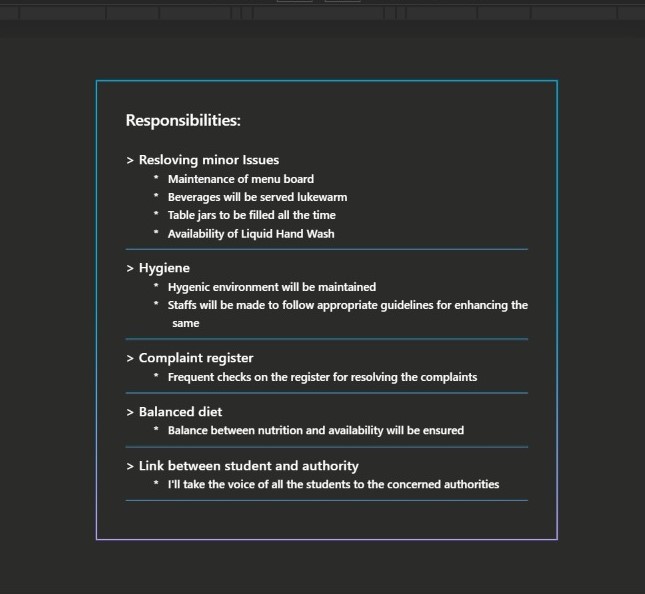 Responsibilities:
> Resloving minor Issues
* Maintenance of menu board
* Beverages will be served lukewarm
* Table jars to be filled all the time
* Availability of Liquid Hand Wash
> Hygiene
* Hygenic environment will be maintained
* Staffs will be made to follow appropriate guidelines for enhancing the
same
> Complaint register
* Frequent checks on the register for resolving the complaints
> Balanced diet
* Balance between nutrition and availability will be ensured
> Link between student and authority
* I'll take the voice of all the students to the concerned authorities